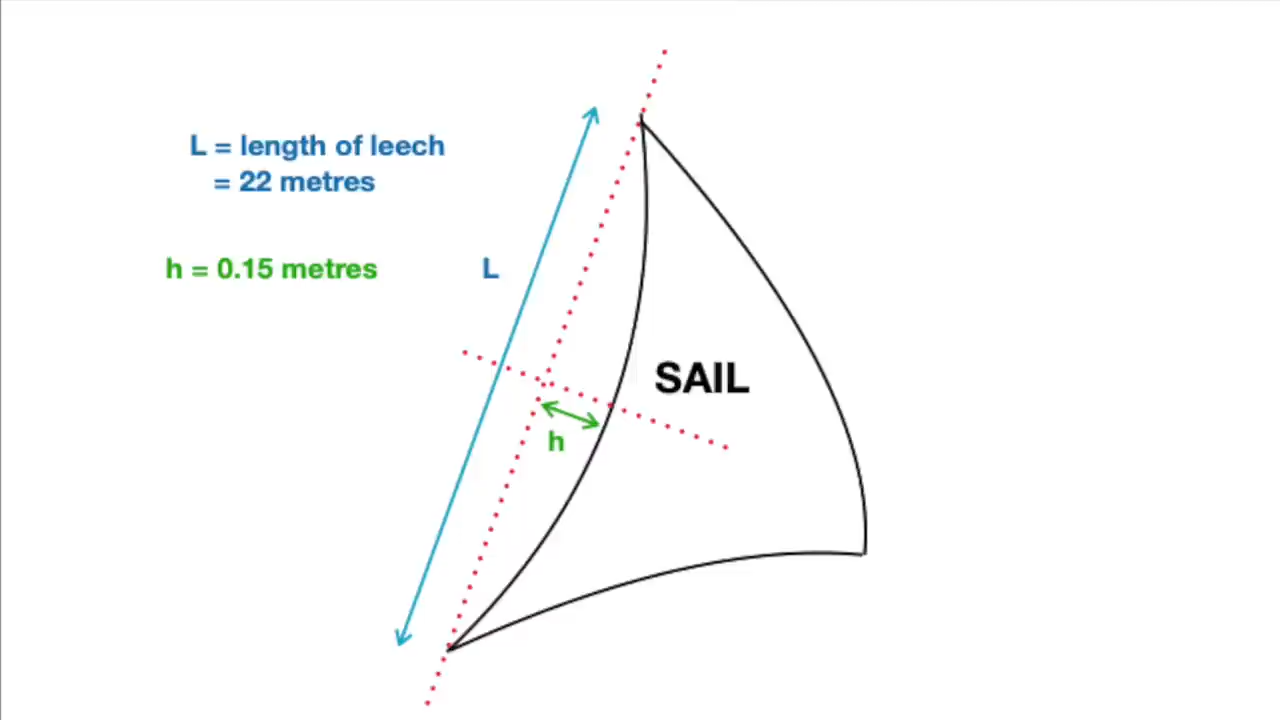 L = length of leech
= 22 metres
h = 0.15 metres
L
SAIL
h